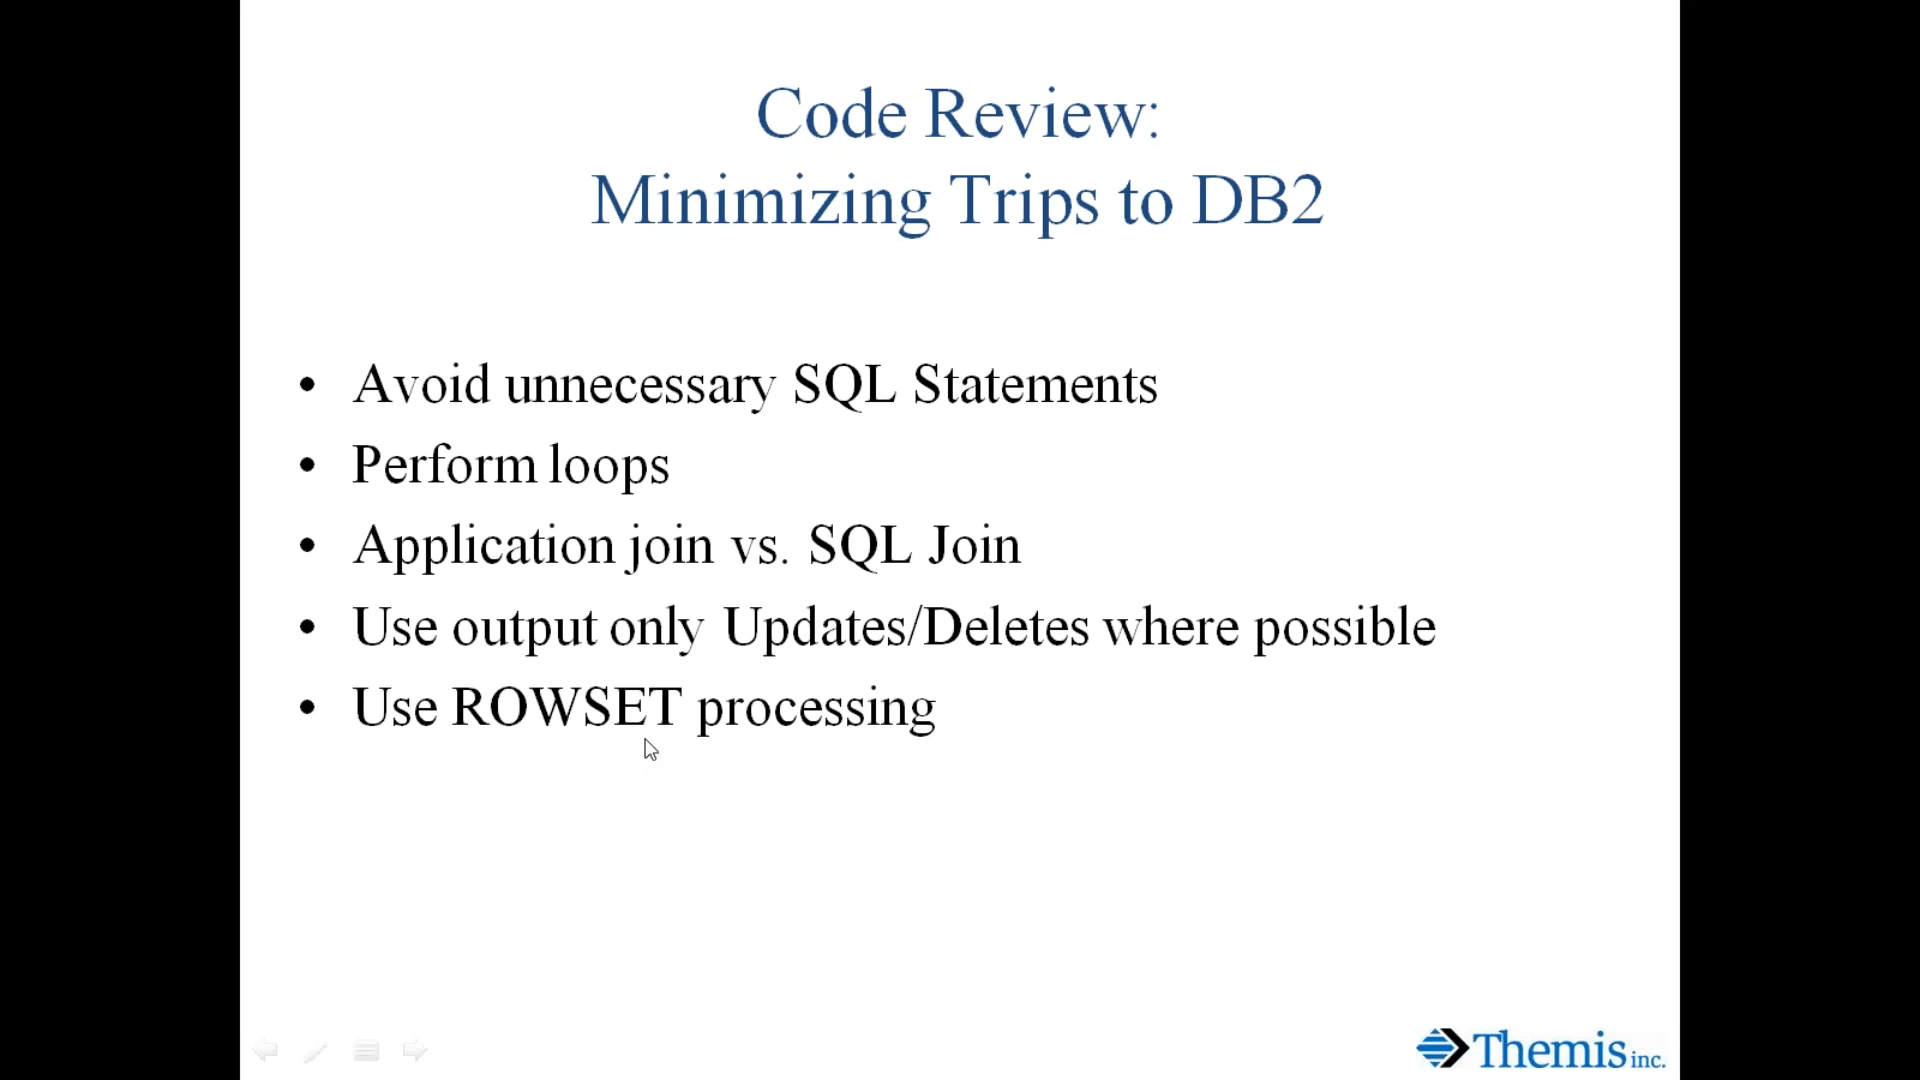 Code Review:
Minimizing Trips to DB2
• Avoid unnecessary SQL Statements
• Perform loops
• Application join vs. SQL Join
• Use output only Updates/Deletes where possible
• Use ROWSET processing
Themis inc.